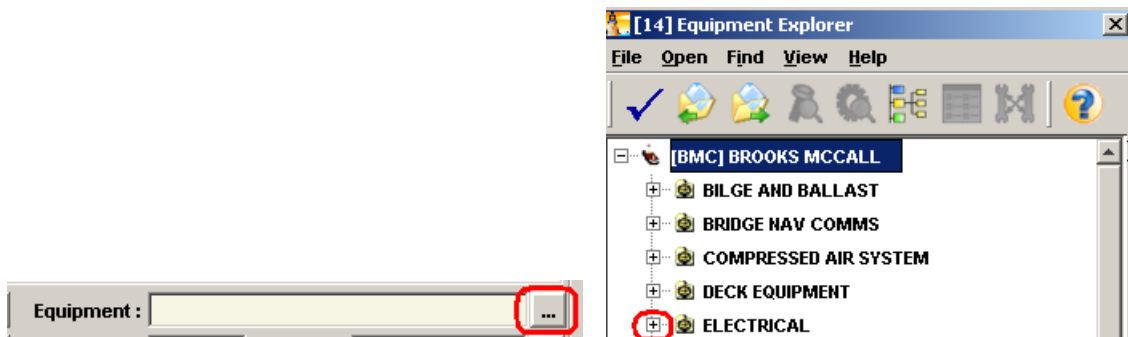 [14] Equipment Explorer
File Open Find View Help
[BMC] BROOKS MCCALL
BILGE AND BALLAST
BRIDGE NAV COMMS
COMPRESSED AIR SYSTEM
DECK EQUIPMENT
ELECTRICAL
Equipment : ...